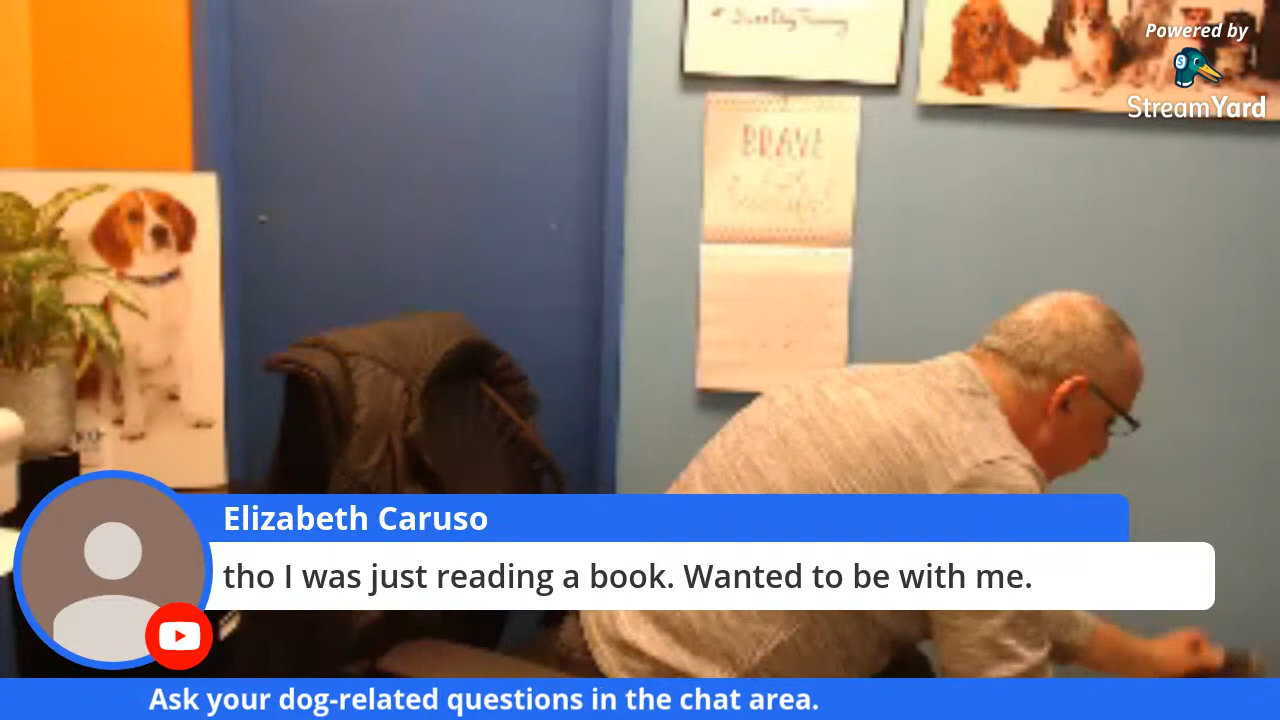 Powered by
StreamYard
BRAVE
Elizabeth Caruso
tho I was just reading a book. Wanted to be with me.
Ask your dog-related questions in the chat area.